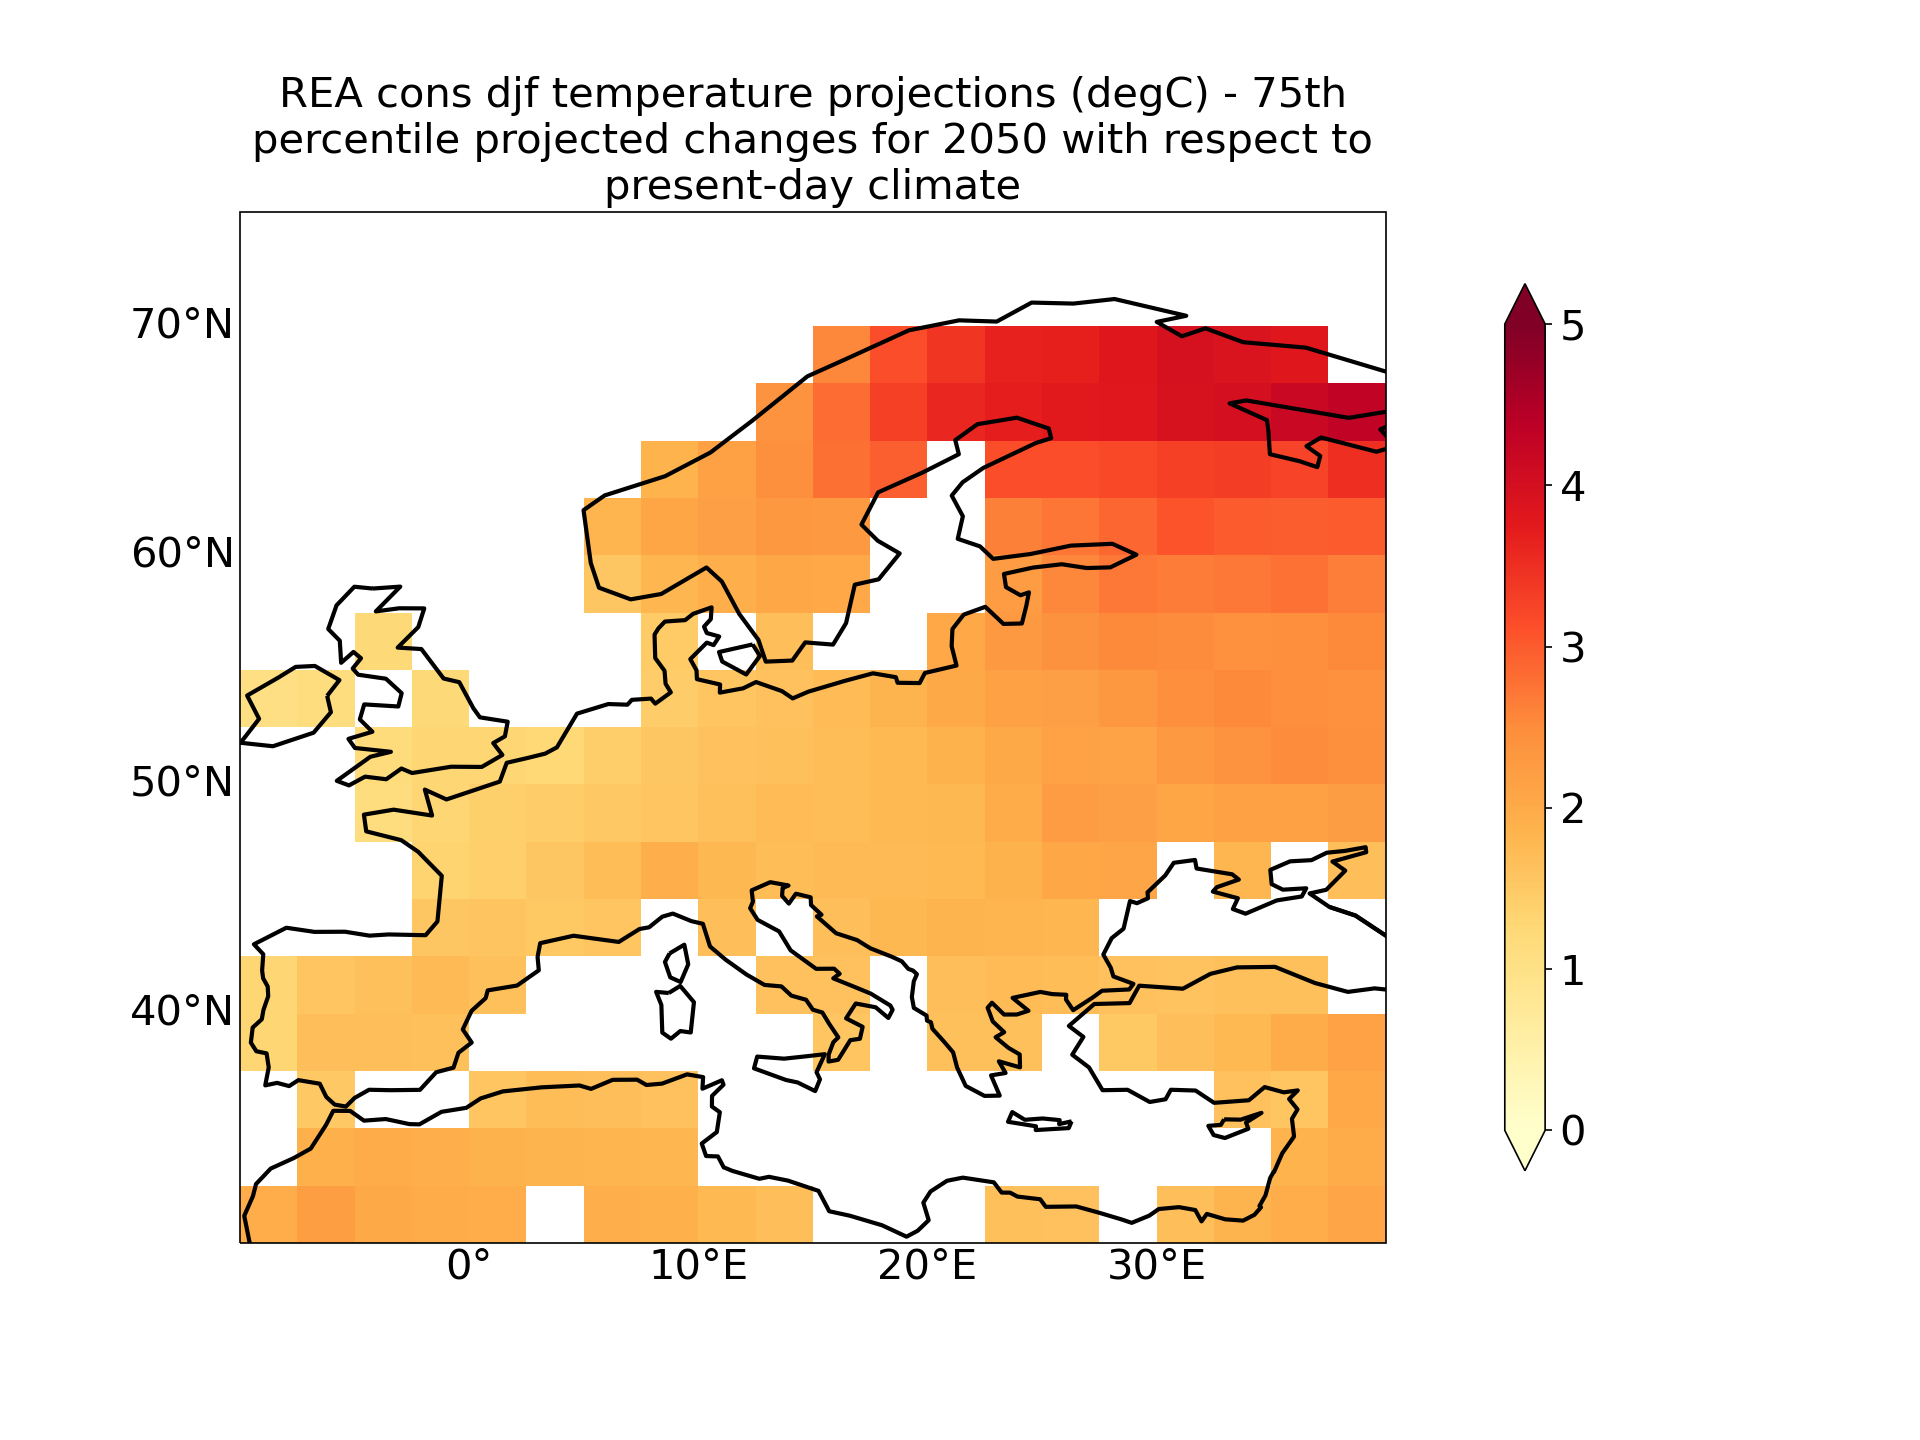 REA cons djf temperature projections (degC) - 75th
percentile projected changes for 2050 with respect to
present-day climate
70°N
60°N
50°N
40°N
0°
10°E
20°E
30°E
5
4
3
2
1
0